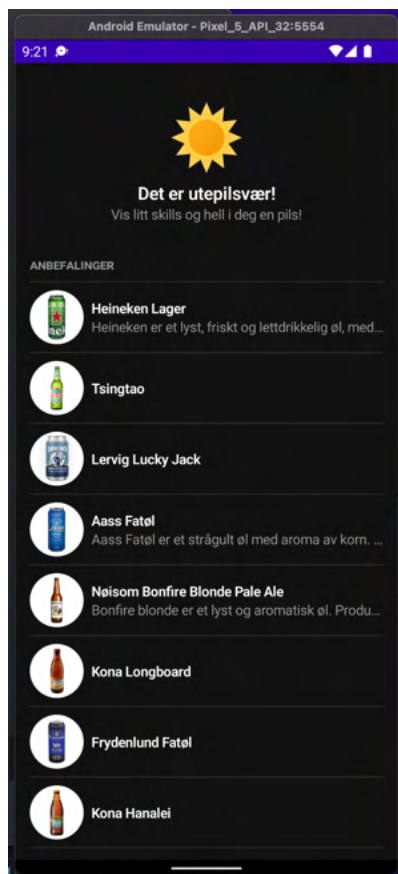 Android Emulator - Pixel_5_API_32:5554
9:21
Det er utepilsvær!
Vis litt skills og hell i deg en pils!
ANBEFALINGER
Heineken Lager
Heineken er et lyst, friskt og lettdrikkelig øl, med...
Tsingtao
Lervig Lucky Jack
Aass Fatøl
Aass Fatøl er et strågult øl med aroma av korn. ...
Nøisom Bonfire Blonde Pale Ale
Bonfire blonde er et lyst og aromatisk øl. Produ...
Kona Longboard
Frydenlund Fatøl
Kona Hanalei